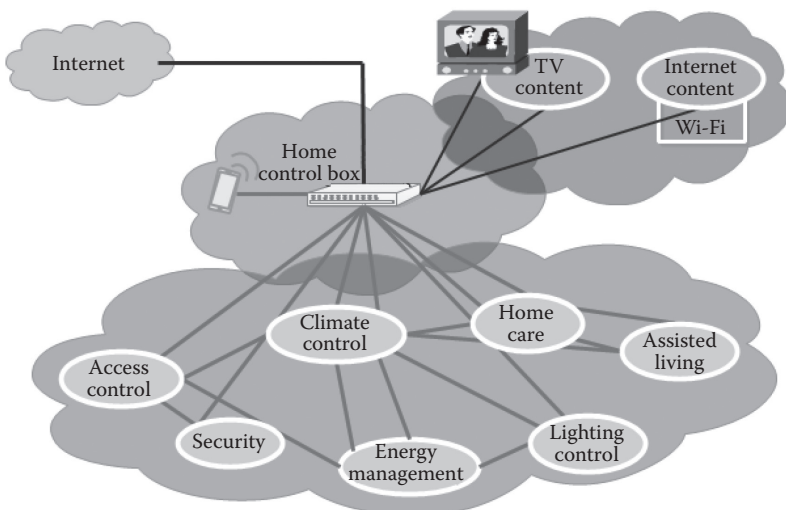 Internet
TV
content
Internet
content
Wi-Fi
Home
control box
Climate
control
Home
care
Assisted
living
Access
control
Security
Energy
management
Lighting
control